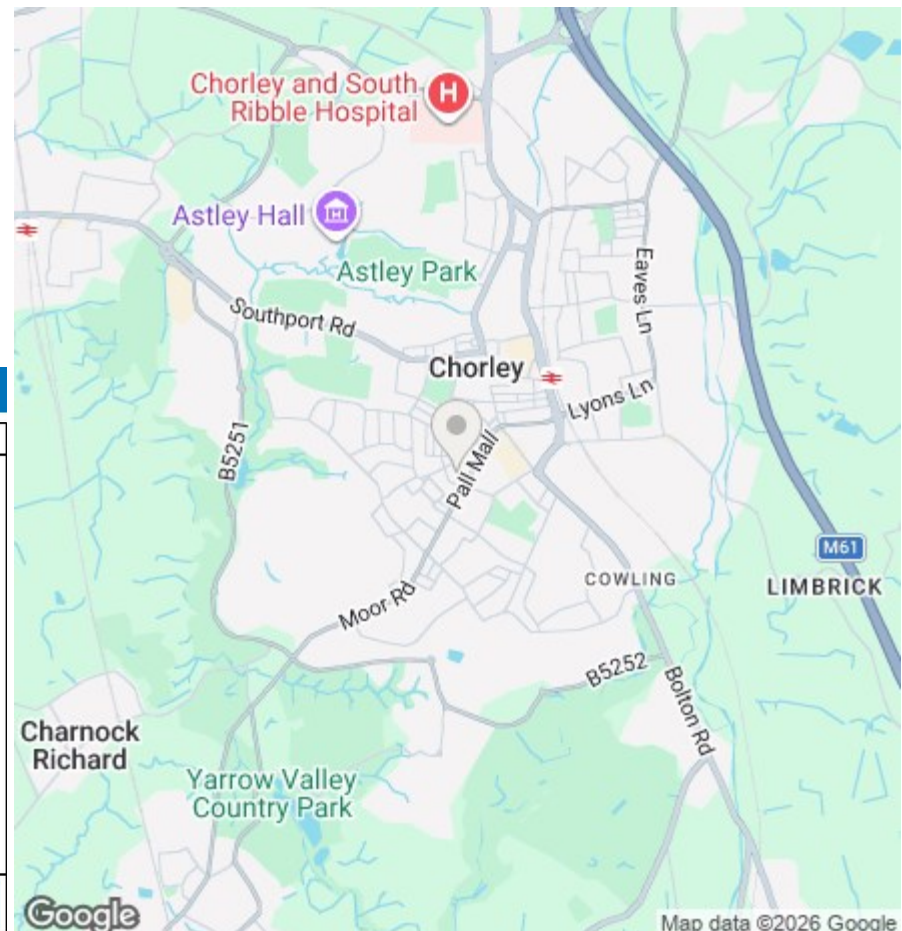 Chorley and South
Ribble Hospital
H
Astley Hall
Astley Park
Southport Rd
Eaves Ln
Chorley
Lyons Ln
B5251
Pall Mall
M61
COWLING
LIMBRICK
Moor Rd
B5252
Bolton Rd
Charnock
Richard
Yarrow Valley
Country Park
Google
Map data ©2026 Google